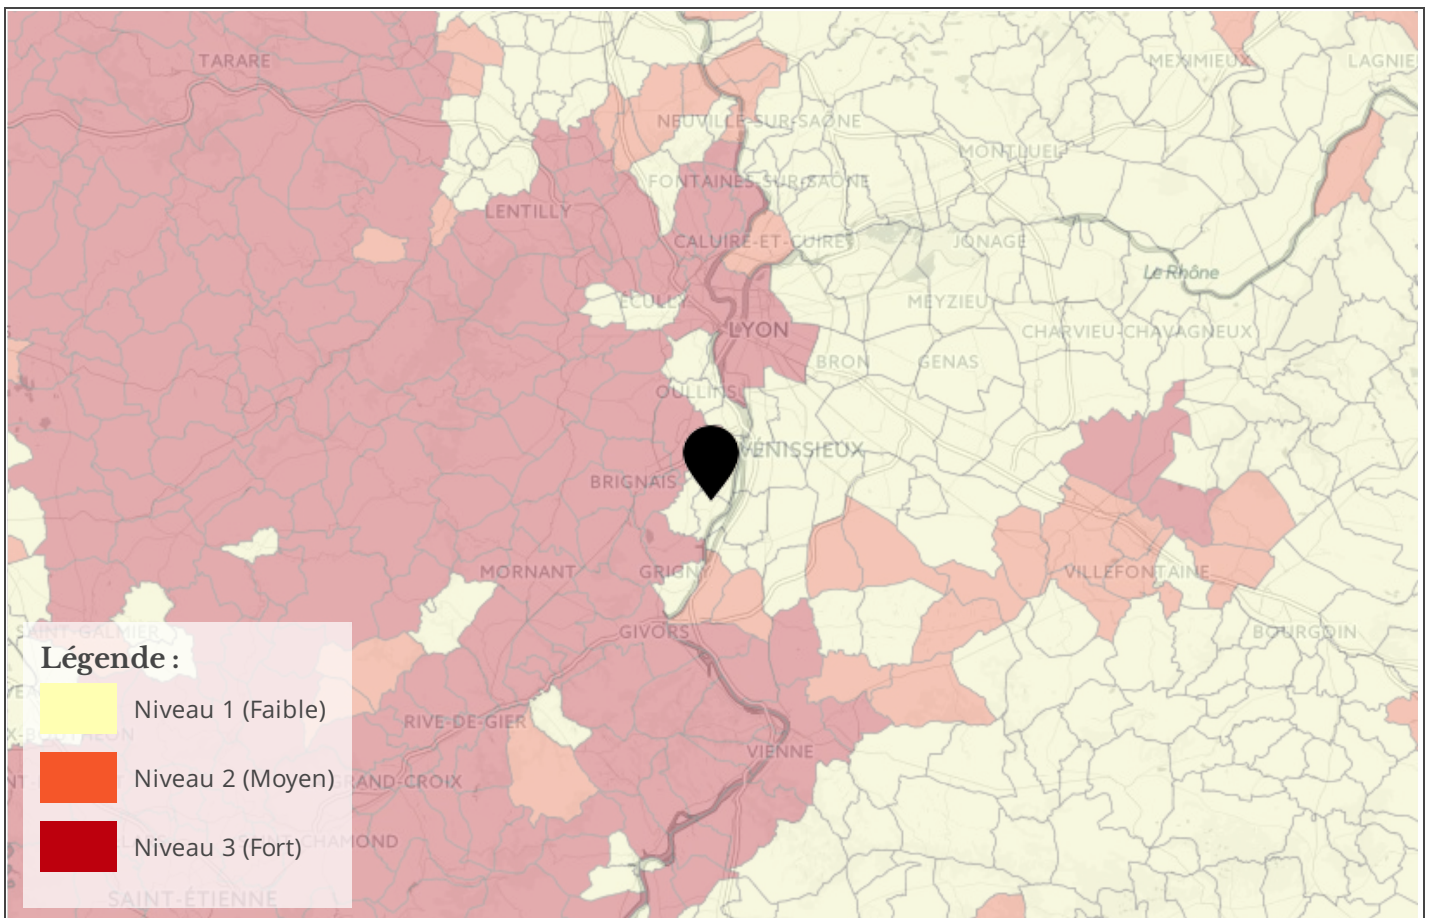 TARARE
MEXIMIEUX
LAGNIE
NEUVILLE-SUR-SAÔNE
MONTLUEL
FONTAINES-SUR-SAÔNE
LENTILLY
CALUIRE-ET-CUIRE
JONAGE
Le Rhône
ÉCULLY
MEYZIEU
LYON
CHARVIEU-CHAVAGNEUX
BRON
GENAS
OULLINS
VÉNISSIEUX
BRIGNAIS
MORNANT
GRIGNY
VILLEFONTAINE
SAINT-GALMIER
GIVORS
BOURGOIN
Légende :
Niveau 1 (Faible)
RIVE-DE-GIER
VIENNE
Niveau 2 (Moyen)
GRAND-CROIX
Niveau 3 (Fort)
SAINT-CHAMOND
SAINT-ÉTIENNE